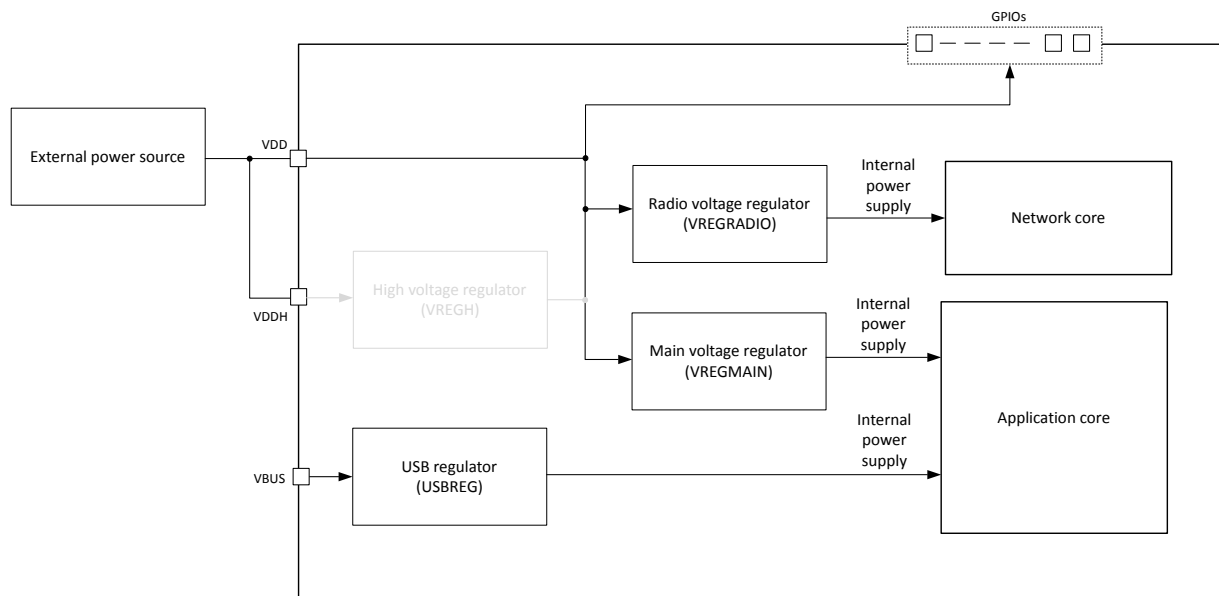 GPIOs
External power source
VDD
Radio voltage regulator
(VREGRADIO)
Internal
power
supply
Network core
High voltage regulator
(VREGH)
VDDH
Main voltage regulator
(VREGMAIN)
Internal
power
supply
Application core
USB regulator
(USBREG)
VBUS
Internal
power
supply